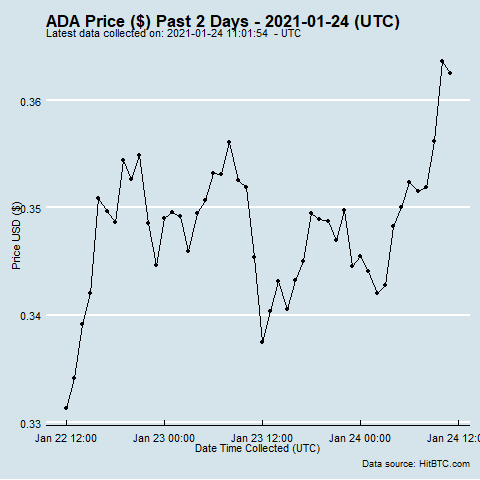 ADA Price ($) Past 2 Days - 2021-01-24 (UTC)
Latest data collected on: 2021-01-24 11:01:54  - UTC
Price USD ($)
0.36
0.35
0.34
0.33
Jan 22 12:00 Jan 23 00:00 Jan 23 12:00 Jan 24 00:00 Jan 24 12:0
Date Time Collected (UTC)
Data source: HitBTC.com